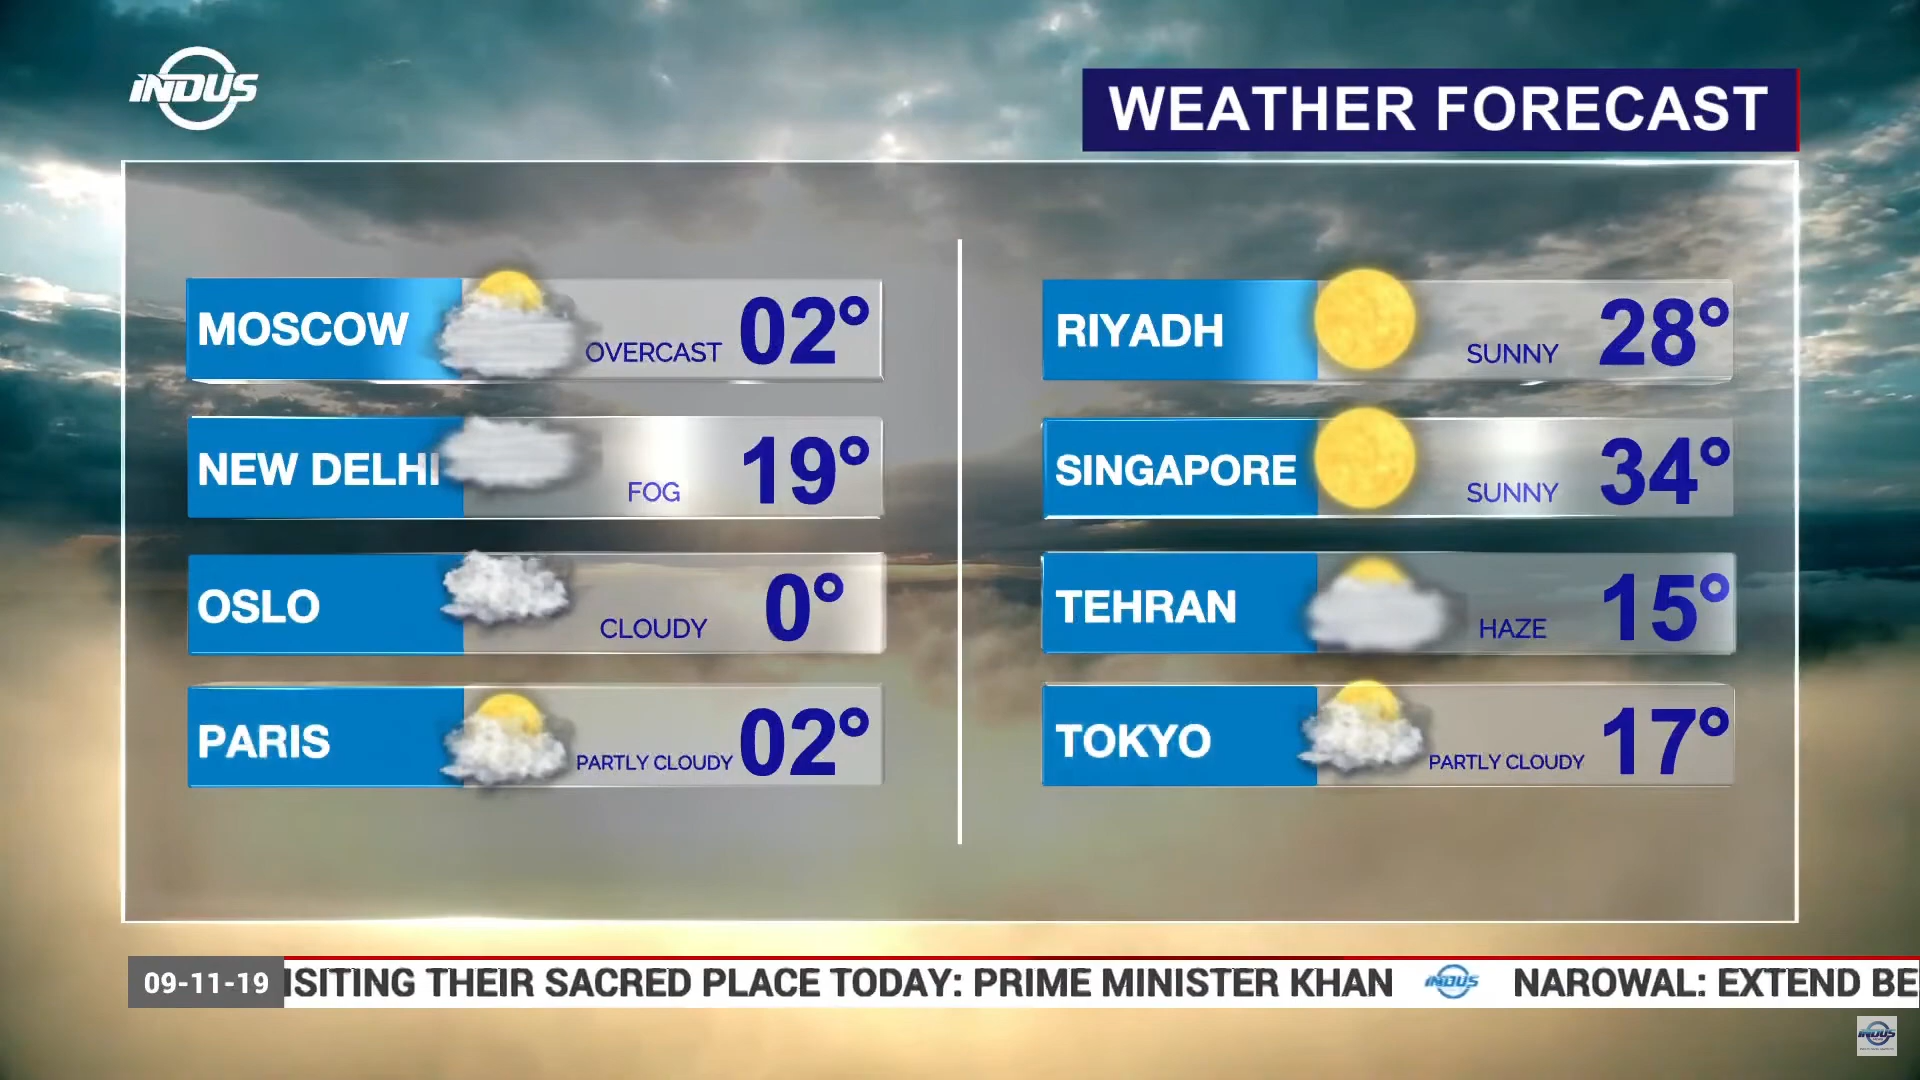 INDUS
WEATHER FORECAST
MOSCOW OVERCAST 02°
NEW DELHI FOG 19°
OSLO CLOUDY 0°
PARIS PARTLY CLOUDY 02°
RIYADH SUNNY 28°
SINGAPORE SUNNY 34°
TEHRAN HAZE 15°
TOKYO PARTLY CLOUDY 17°
09-11-19 ISITING THEIR SACRED PLACE TODAY: PRIME MINISTER KHAN INDUS NAROWAL: EXTEND BE
INDUS